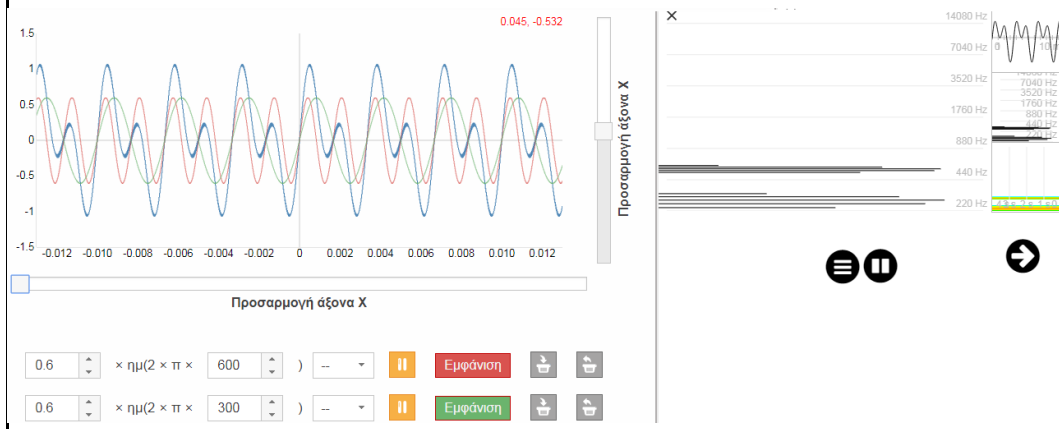 0.045, -0.532
1.5
1
0.5
0
-0.5
-1
-1.5
-0.012 -0.010 -0.008 -0.006 -0.004 -0.002 0 0.002 0.004 0.006 0.008 0.010 0.012
Προσαρμογή άξονα X
Προσαρμογή άξονα X
0.6 × ημ(2 × π × 600 ) -- Εμφάνιση
0.6 × ημ(2 × π × 300 ) -- Εμφάνιση
×
14080 Hz
7040 Hz
3520 Hz
1760 Hz
880 Hz
440 Hz
220 Hz
0 10
7040 Hz
3520 Hz
1760 Hz
880 Hz
440 Hz
220 Hz